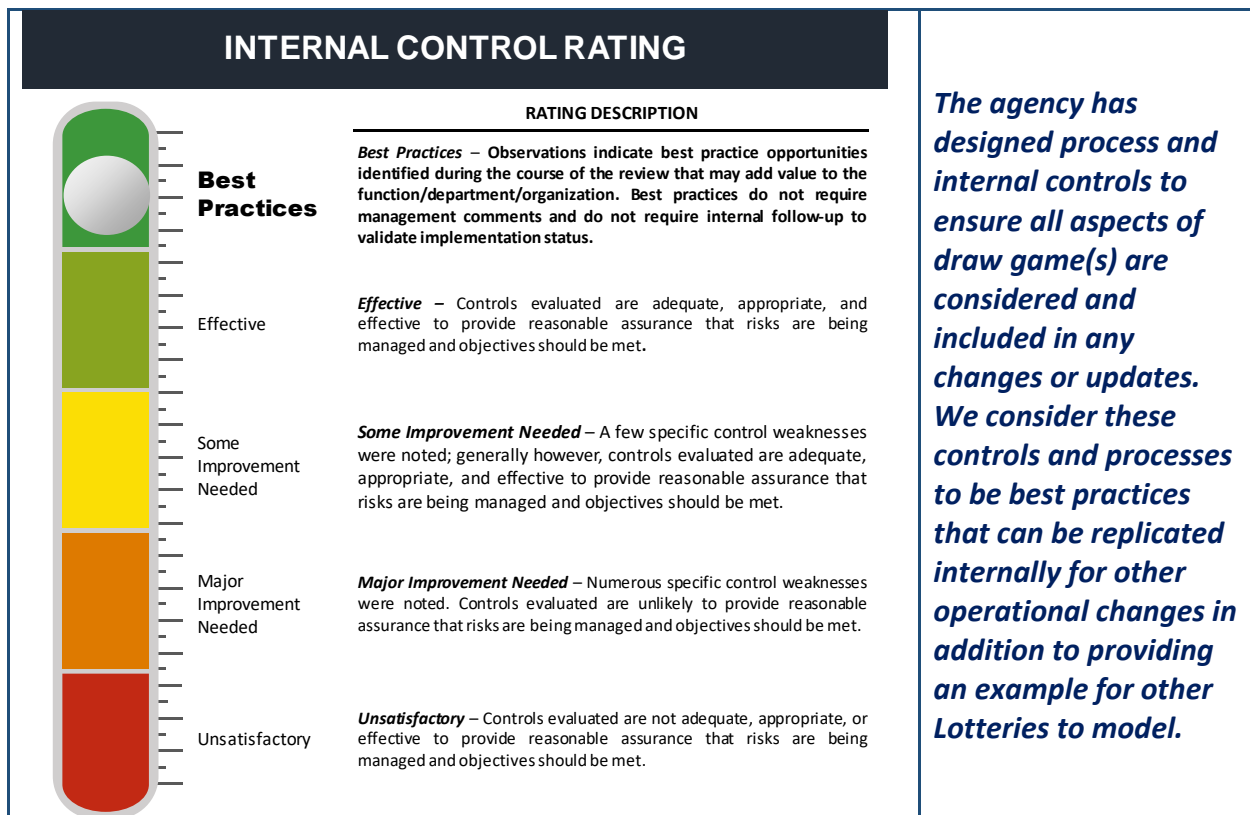 INTERNAL CONTROL RATING
RATING DESCRIPTION
Best
Practices
Best Practices – Observations indicate best practice opportunities
identified during the course of the review that may add value to the
function/department/organization. Best practices do not require
management comments and do not require internal follow-up to
validate implementation status.
Effective
Effective – Controls evaluated are adequate, appropriate, and
effective to provide reasonable assurance that risks are being
managed and objectives should be met.
Some
Improvement
Needed
Some Improvement Needed – A few specific control weaknesses
were noted; generally however, controls evaluated are adequate,
appropriate, and effective to provide reasonable assurance that
risks are being managed and objectives should be met.
Major
Improvement
Needed
Major Improvement Needed – Numerous specific control weaknesses
were noted. Controls evaluated are unlikely to provide reasonable
assurance that risks are being managed and objectives should be met.
Unsatisfactory
Unsatisfactory – Controls evaluated are not adequate, appropriate, or
effective to provide reasonable assurance that risks are being
managed and objectives should be met.
The agency has
designed process and
internal controls to
ensure all aspects of
draw game(s) are
considered and
included in any
changes or updates.
We consider these
controls and processes
to be best practices
that can be replicated
internally for other
operational changes in
addition to providing
an example for other
Lotteries to model.